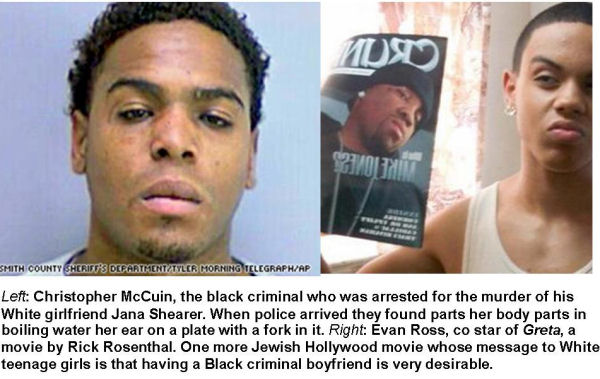 CRUNK
Who Is
MIKE JONES?
SMITH COUNTY SHERIFF'S DEPARTMENT/TYLER MORNING TELEGRAPH/AP
Left: Christopher McCuin, the black criminal who was arrested for the murder of his
White girlfriend Jana Shearer. When police arrived they found parts her body parts in
boiling water her ear on a plate with a fork in it. Right: Evan Ross, co star of Greta, a
movie by Rick Rosenthal. One more Jewish Hollywood movie whose message to White
teenage girls is that having a Black criminal boyfriend is very desirable.